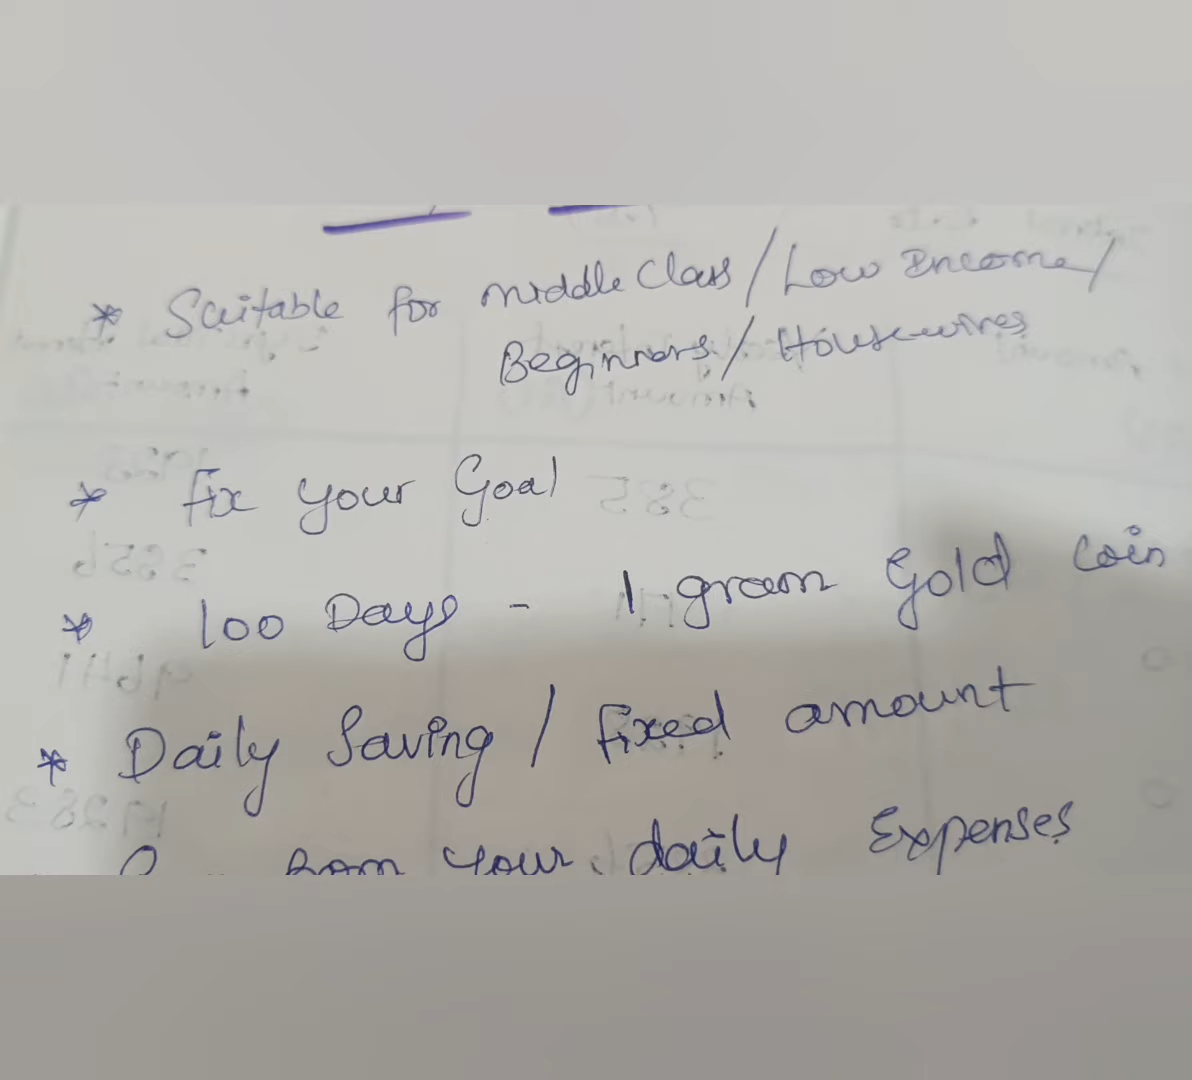 * Suitable for middle Class / Low Income /
Beginners / Housewives
* Fix your Goal
* 100 Days - 1 gram Gold Coin
* Daily Saving / fixed amount
from your daily Expenses